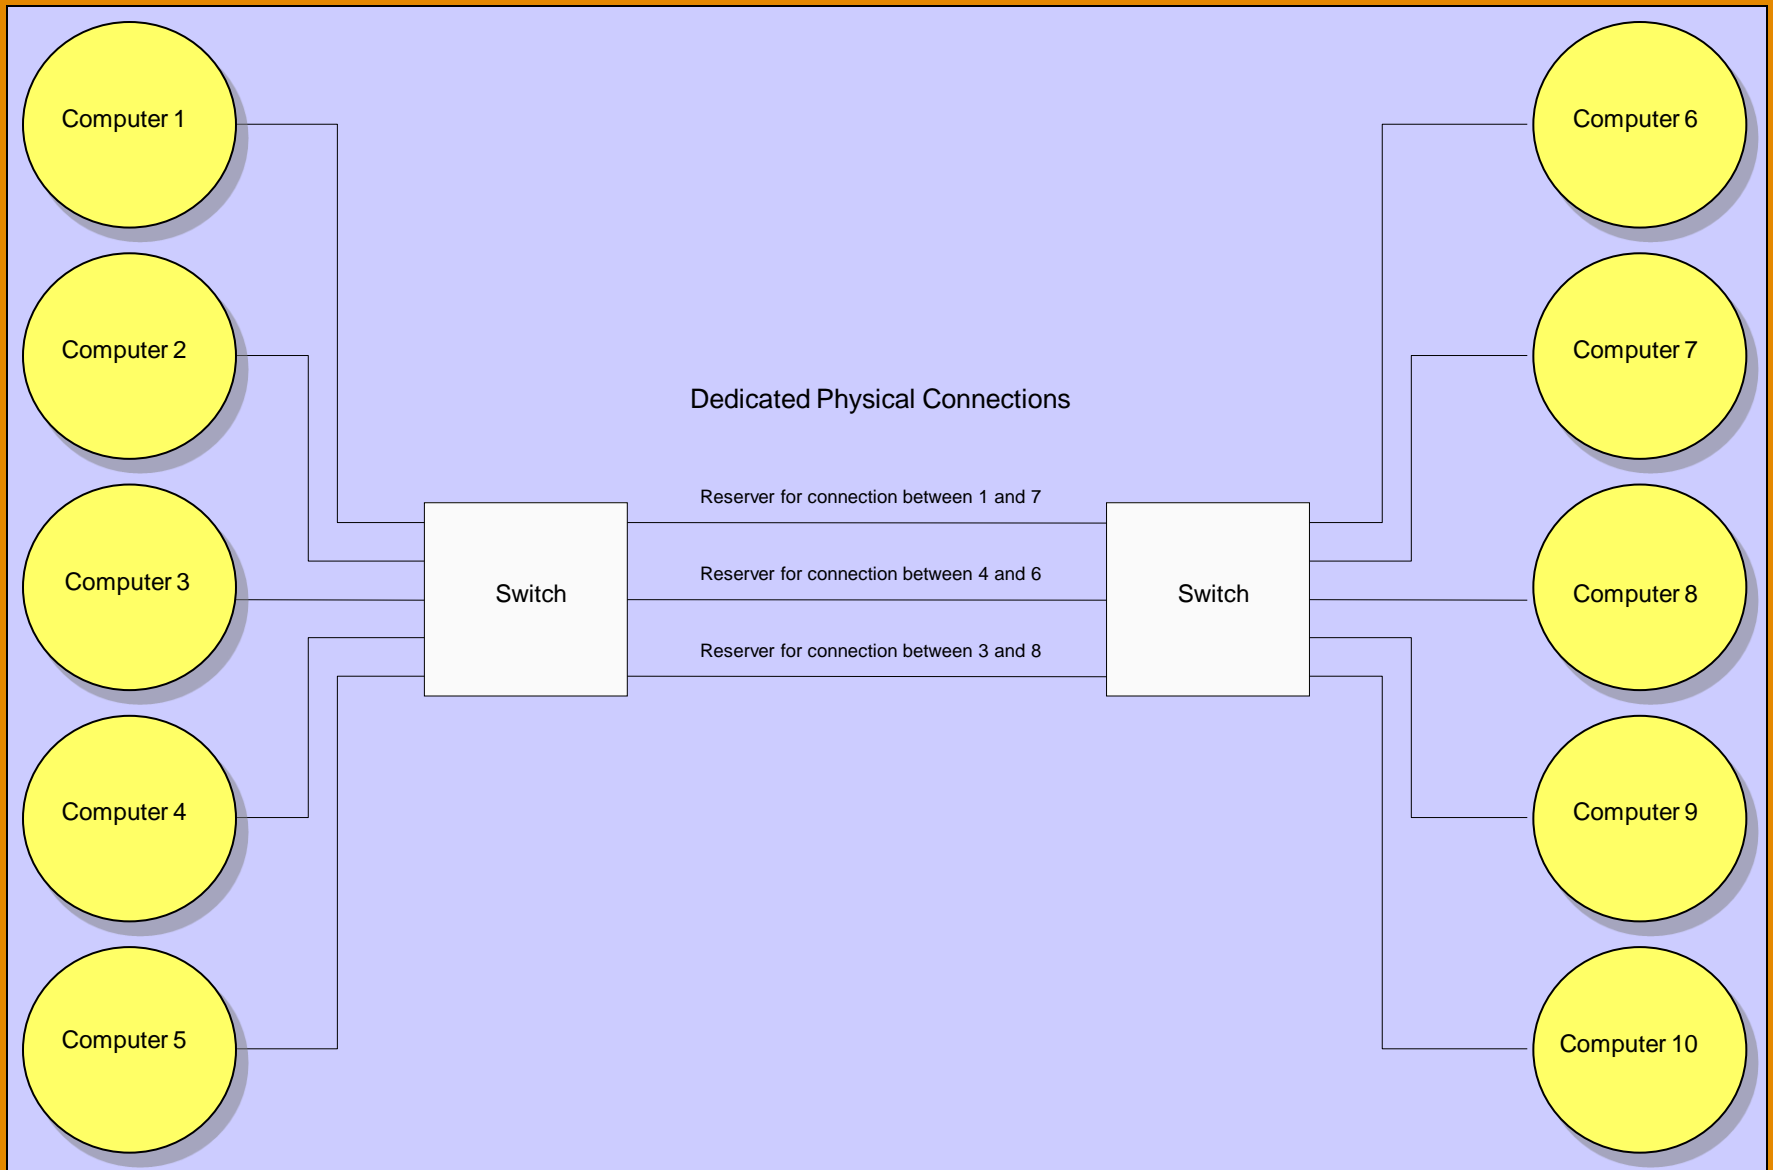 Computer 1
Computer 6
Computer 2
Computer 7
Dedicated Physical Connections
Reserver for connection between 1 and 7
Reserver for connection between 4 and 6
Computer 3
Switch
Switch
Computer 8
Reserver for connection between 3 and 8
Computer 4
Computer 9
Computer 5
Computer 10